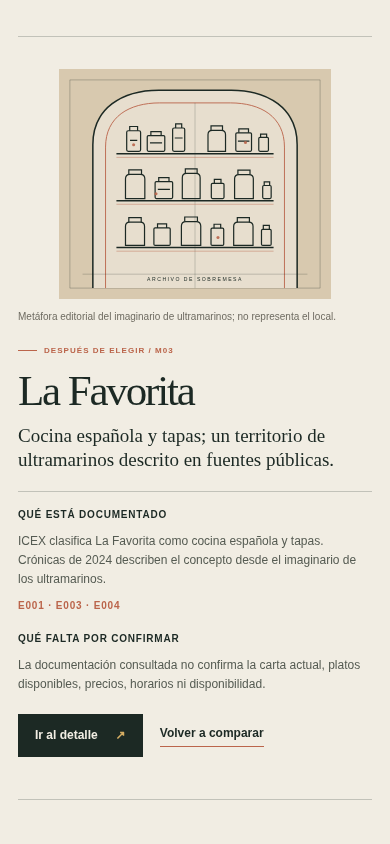 ARCHIVO DE SOBREMESA
Metáfora editorial del imaginario de ultramarinos; no representa el local.
DESPUÉS DE ELEGIR / M03
La Favorita
Cocina española y tapas; un territorio de
ultramarinos descrito en fuentes públicas.
QUÉ ESTÁ DOCUMENTADO
ICEX clasifica La Favorita como cocina española y tapas.
Crónicas de 2024 describen el concepto desde el imaginario de
los ultramarinos.
E001 · E003 · E004
QUÉ FALTA POR CONFIRMAR
La documentación consultada no confirma la carta actual, platos
disponibles, precios, horarios ni disponibilidad.
Ir al detalle ↗ Volver a comparar